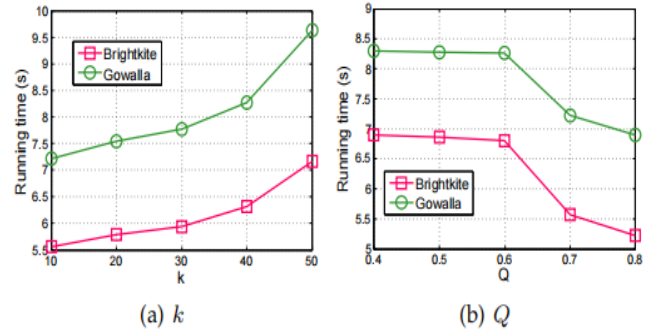 10
9.5
9
8.5
8
7.5
7
6.5
6
5.5
Running time (s)
Brightkite
Gowalla
10 20 30 40 50
k
(a) k
9
8.5
8
7.5
7
6.5
6
5.5
5
Running time (s)
Brightkite
Gowalla
0.4 0.5 0.6 0.7 0.8
Q
(b) Q